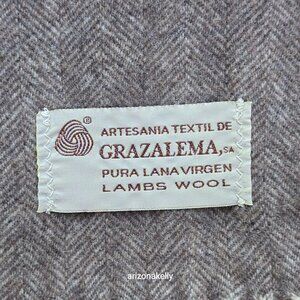 ®
ARTESANIA TEXTIL DE
GRAZALEMA, SA
PURA LANA VIRGEN
LAMBS WOOL
arizonakelly